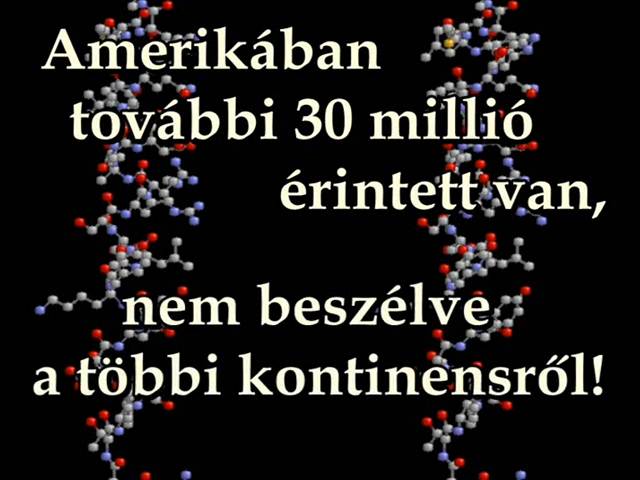 Amerikában
további 30 millió
érintett van,
nem beszélve
a többi kontinensről!